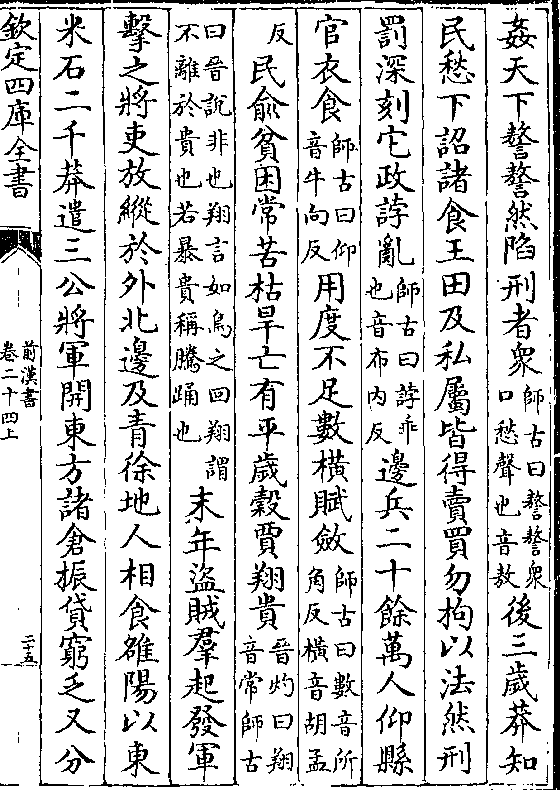 姦天下謷謷然陷刑者衆師古曰謷謷衆口愁聲也音敖後三歲莽知
民愁下詔諸食王田及私屬皆得賣買勿拘以法然刑
罰深刻它政誖亂師古曰誖乖也音布內反邊兵二十餘萬人仰縣
官衣食師古曰仰音牛向反用度不足數橫賦斂師古曰數音所角反橫音胡孟
反民俞貧困常苦枯旱亡有平歲穀賈翔貴晉灼曰翔音常師古
曰晉說非也翔言如鳥之回翔謂不離於貴也若暴貴稱騰踊也末年盜賊羣起發軍
擊之將吏放縱於外北邊及青徐地人相食雒陽以東
米石二千莽遣三公將軍開東方諸倉振貸窮乏又分
欽定四庫全書
前漢書
卷二十四上
二十五